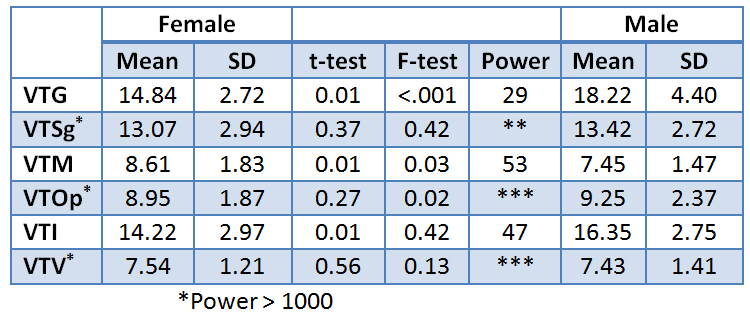 Female Male
Mean SD t-test F-test Power Mean SD
VTG 14.84 2.72 0.01 <.001 29 18.22 4.40
VTSg* 13.07 2.94 0.37 0.42 ** 13.42 2.72
VTM 8.61 1.83 0.01 0.03 53 7.45 1.47
VTOp* 8.95 1.87 0.27 0.02 *** 9.25 2.37
VTI 14.22 2.97 0.01 0.42 47 16.35 2.75
VTV* 7.54 1.21 0.56 0.13 *** 7.43 1.41
*Power > 1000